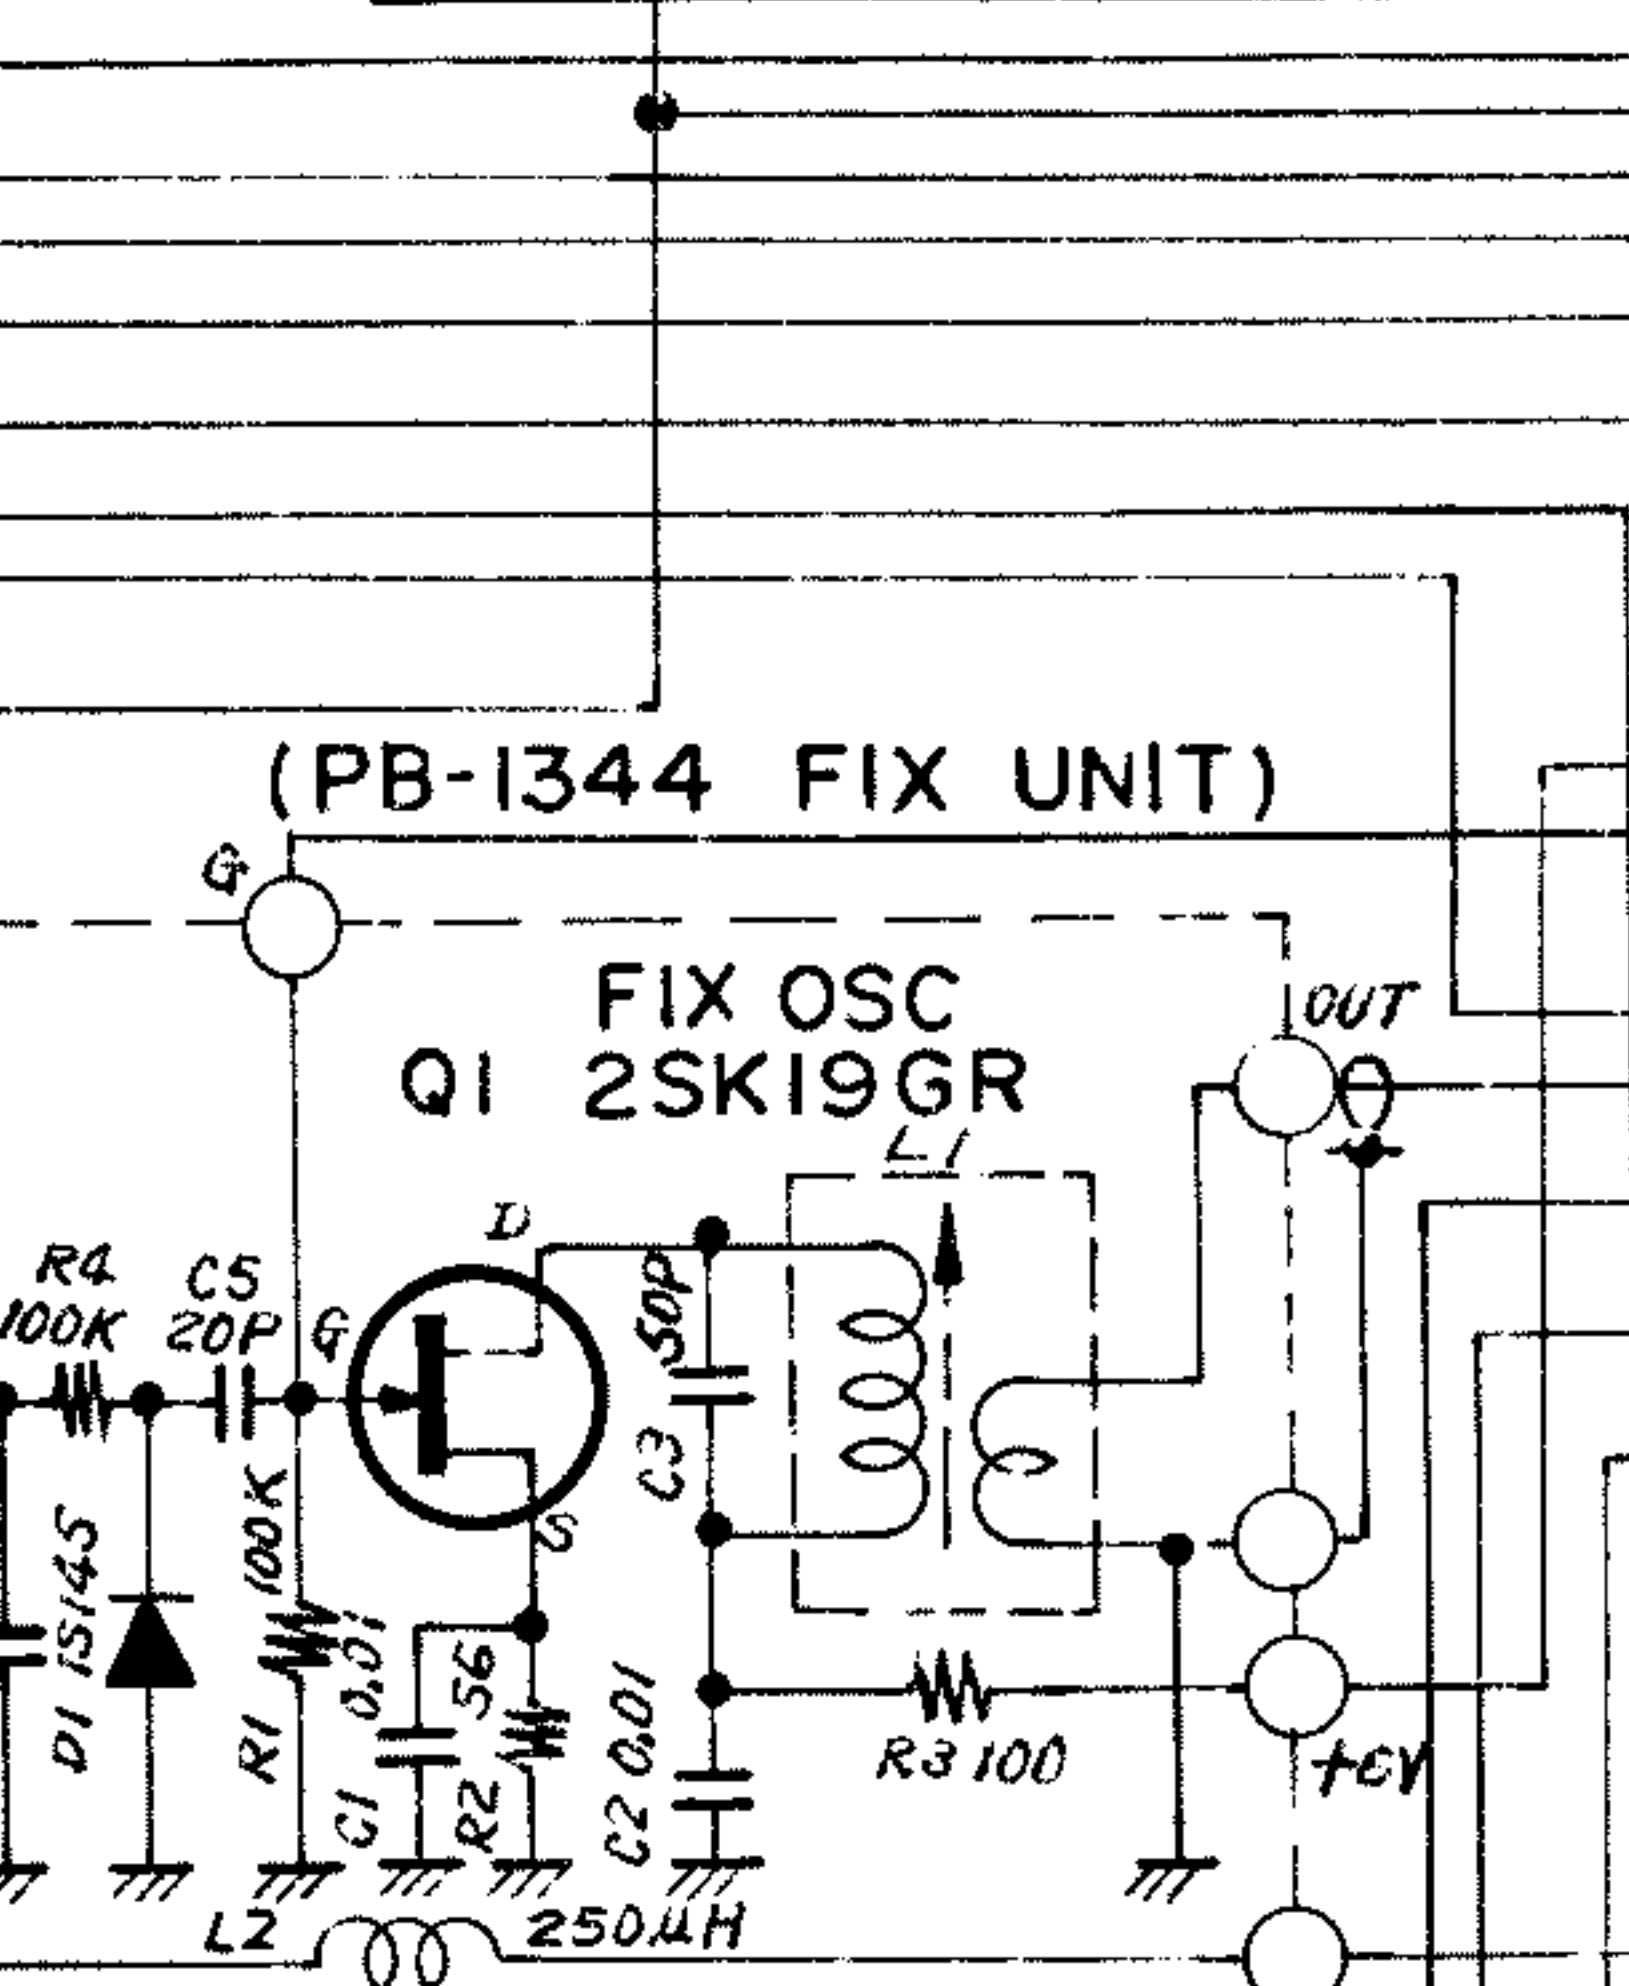 (PB-1344 FIX UNIT)
G
FIX OSC
OUT
Q1 2SK19GR
L1
D
R4
100K
C5
20P
G
50P
C3
S
D1 1S145
100K
R1
0.01
C1
56
R2
C2 0.01
R3 100
+6V
L2
250μH